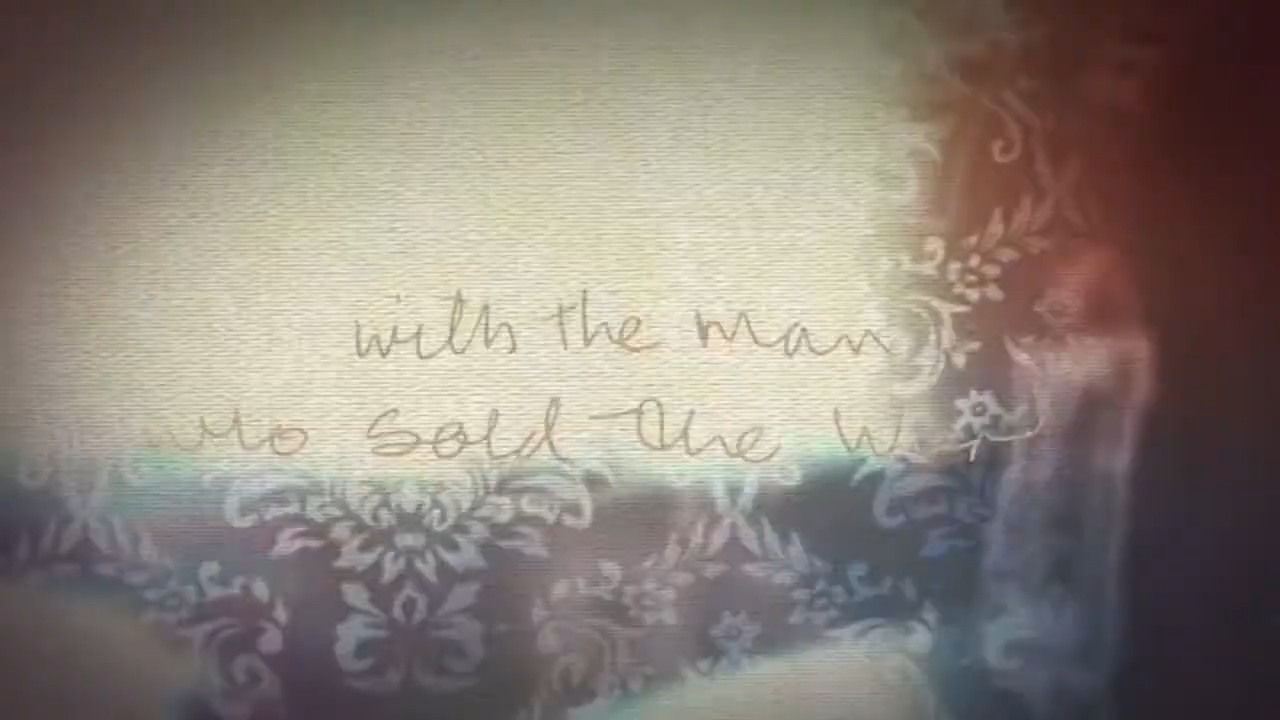 with the man
who sold the